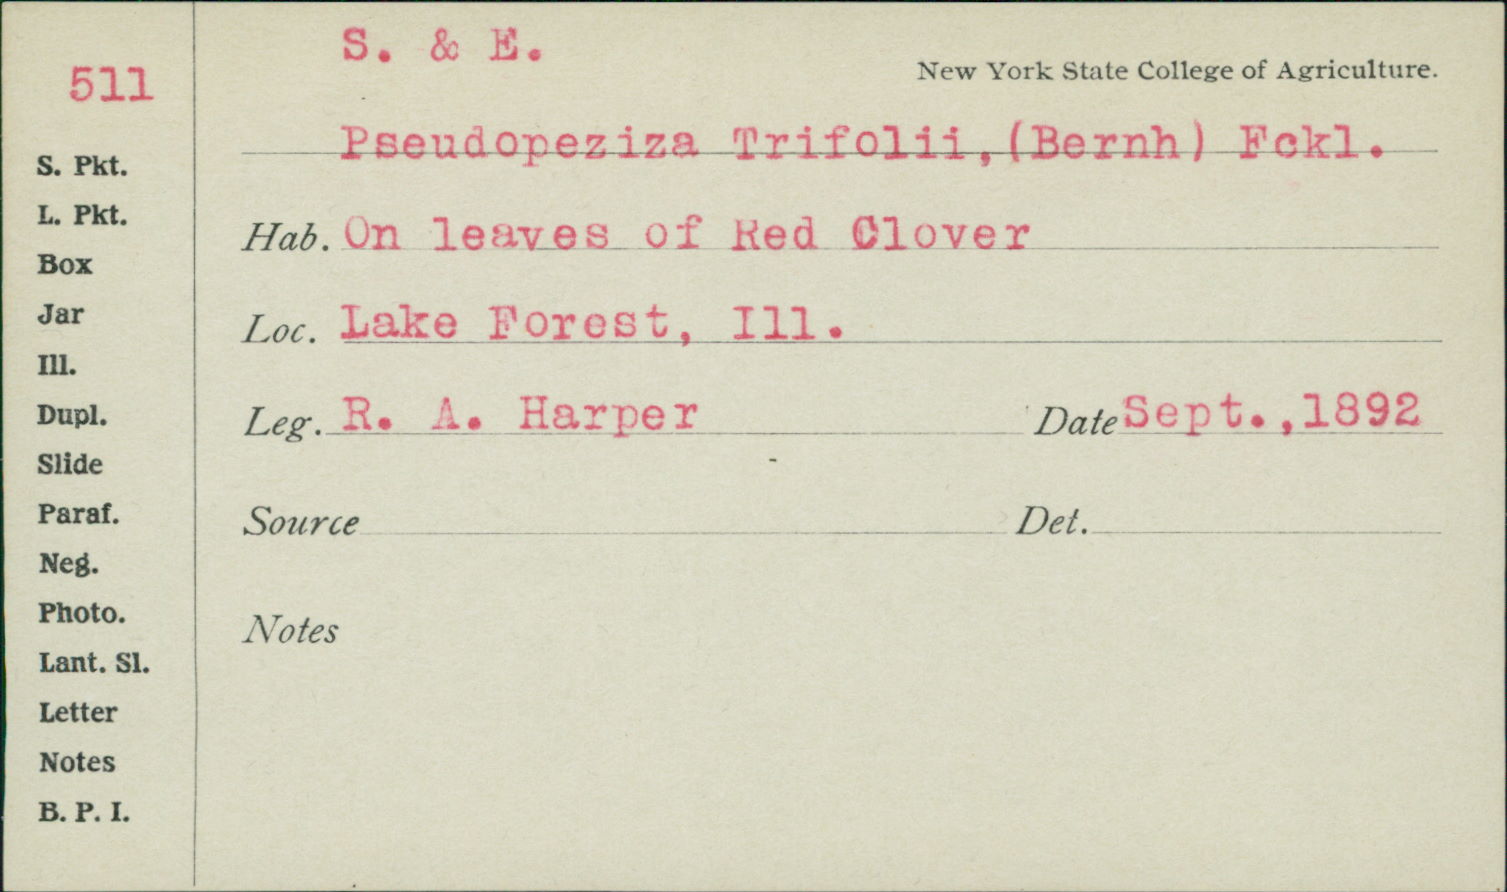 511
S. Pkt.
L. Pkt.
Box
Jar
Ill.
Dupl.
Slide
Paraf.
Neg.
Photo.
Lant. Sl.
Letter
Notes
B. P. I.
S. & E.
New York State College of Agriculture.
Pseudopeziza Trifolii,(Bernh) Fckl.
Hab. On leaves of Red Clover
Loc. Lake Forest, Ill.
Leg. R. A. Harper Date Sept.,1892
Source Det.
Notes